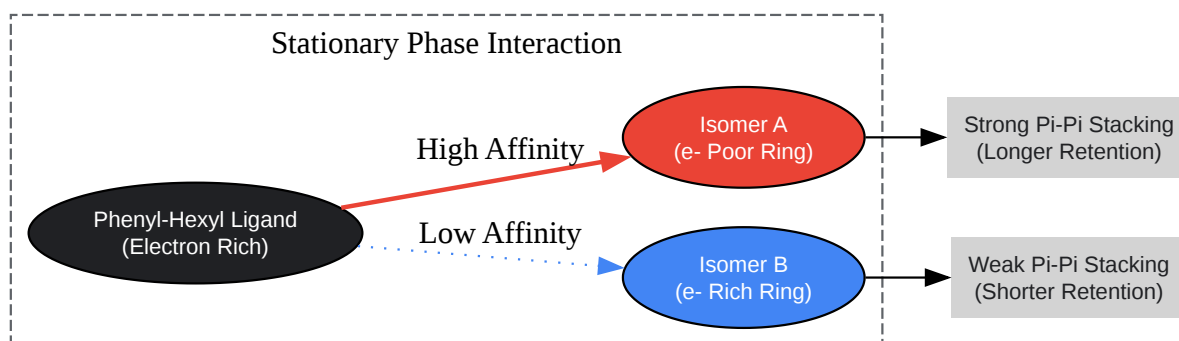 Stationary Phase Interaction
Phenyl-Hexyl Ligand
(Electron Rich)
High Affinity
Low Affinity
Isomer A
(e- Poor Ring)
Isomer B
(e- Rich Ring)
Strong Pi-Pi Stacking
(Longer Retention)
Weak Pi-Pi Stacking
(Shorter Retention)